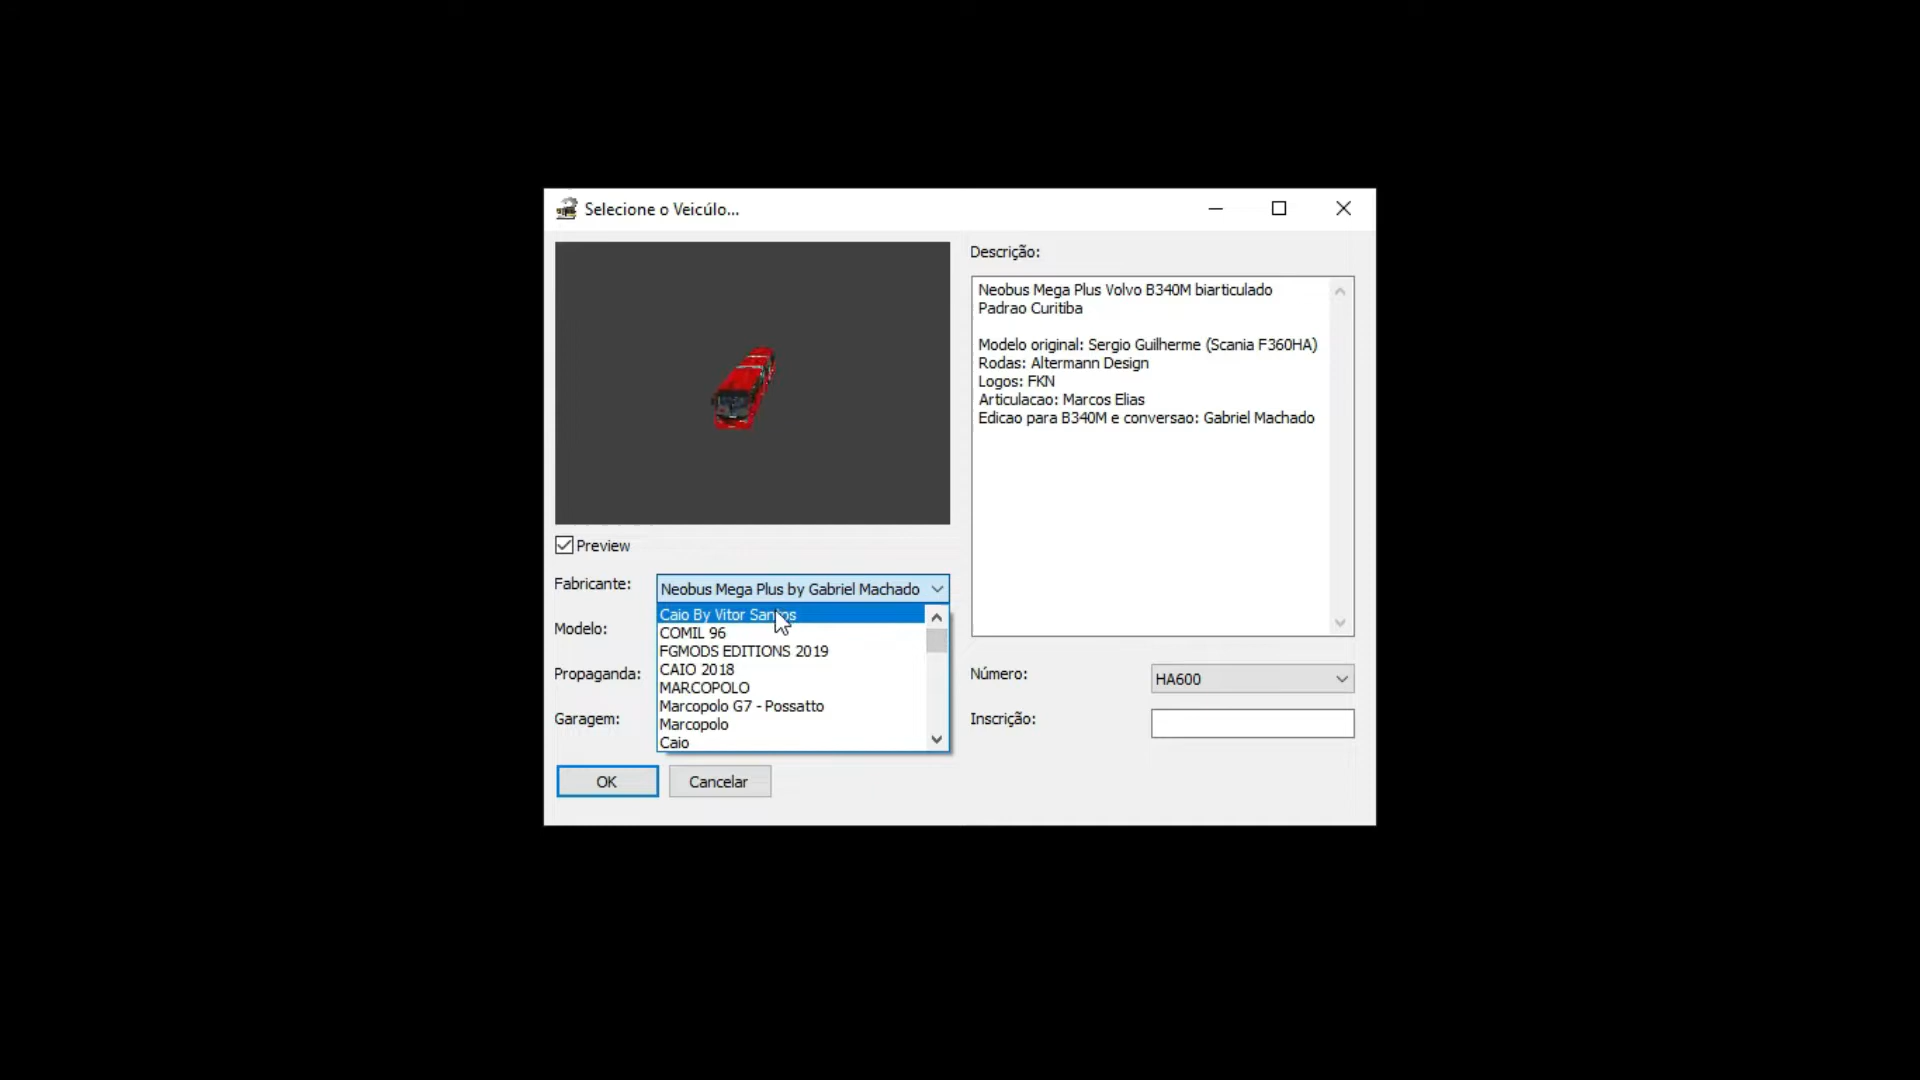 Selecione o Veicúlo...
Descrição:
Neobus Mega Plus Volvo B340M biarticulado
Padrao Curitiba
Modelo original: Sergio Guilherme (Scania F360HA)
Rodas: Altermann Design
Logos: FKN
Articulacao: Marcos Elias
Edicao para B340M e conversao: Gabriel Machado
Preview
Fabricante:
Neobus Mega Plus by Gabriel Machado
Caio By Vitor Santos
COMIL 96
Modelo:
FGMODS EDITIONS 2019
CAIO 2018
Propaganda:
MARCOPOLO
Marcopolo G7 - Possatto
Garagem:
Marcopolo
Caio
Número:
HA600
Inscrição:
OK
Cancelar